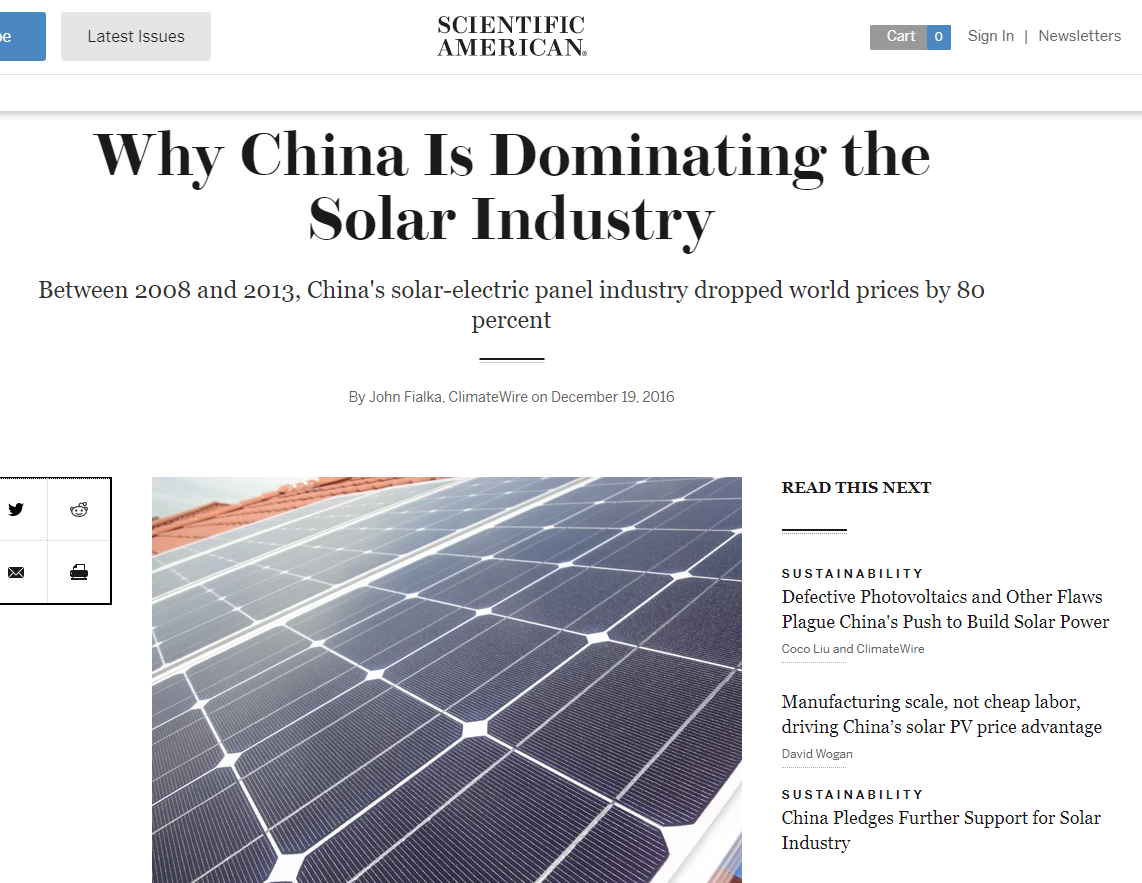 be
Latest Issues
SCIENTIFIC
AMERICAN®
Cart 0
Sign In | Newsletters
Why China Is Dominating the
Solar Industry
Between 2008 and 2013, China's solar-electric panel industry dropped world prices by 80
percent
By John Fialka, ClimateWire on December 19, 2016
READ THIS NEXT
SUSTAINABILITY
Defective Photovoltaics and Other Flaws
Plague China's Push to Build Solar Power
Coco Liu and ClimateWire
Manufacturing scale, not cheap labor,
driving China’s solar PV price advantage
David Wogan
SUSTAINABILITY
China Pledges Further Support for Solar
Industry